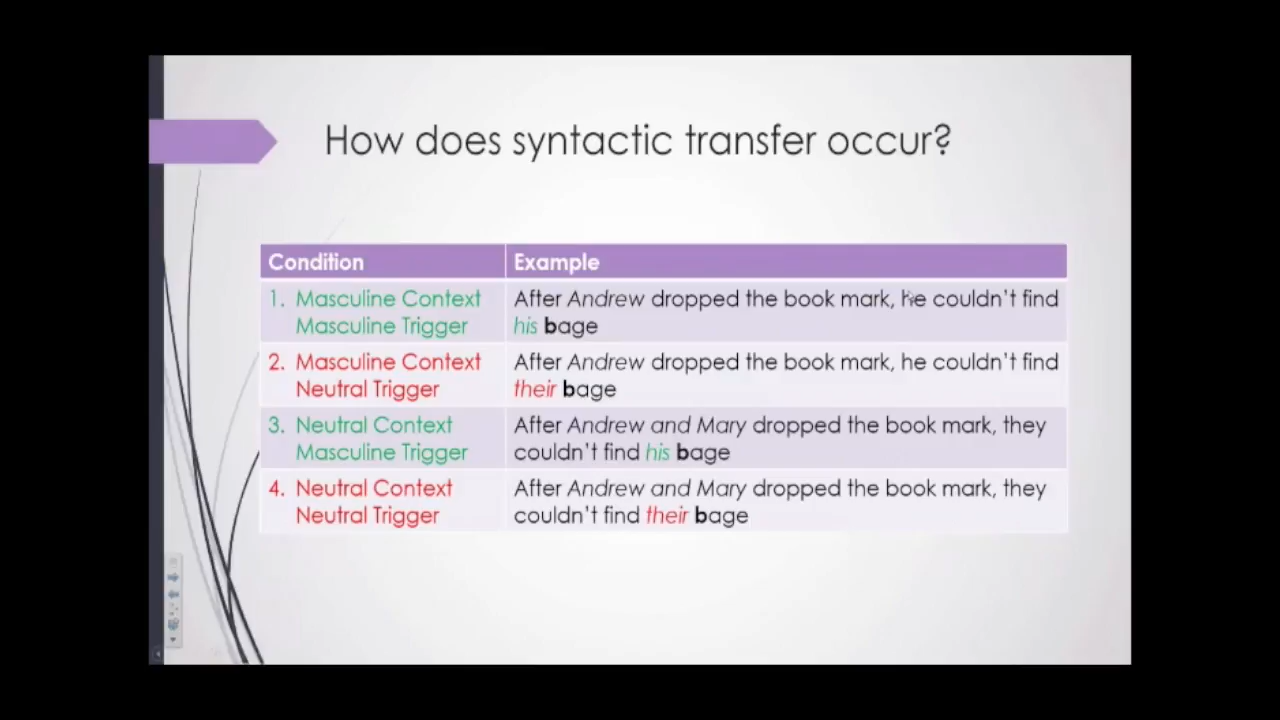 How does syntactic transfer occur?
Condition
Example
1. Masculine Context
Masculine Trigger
After Andrew dropped the book mark, he couldn't find
his bage
2. Masculine Context
Neutral Trigger
After Andrew dropped the book mark, he couldn't find
their bage
3. Neutral Context
Masculine Trigger
After Andrew and Mary dropped the book mark, they
couldn't find his bage
4. Neutral Context
Neutral Trigger
After Andrew and Mary dropped the book mark, they
couldn't find their bage